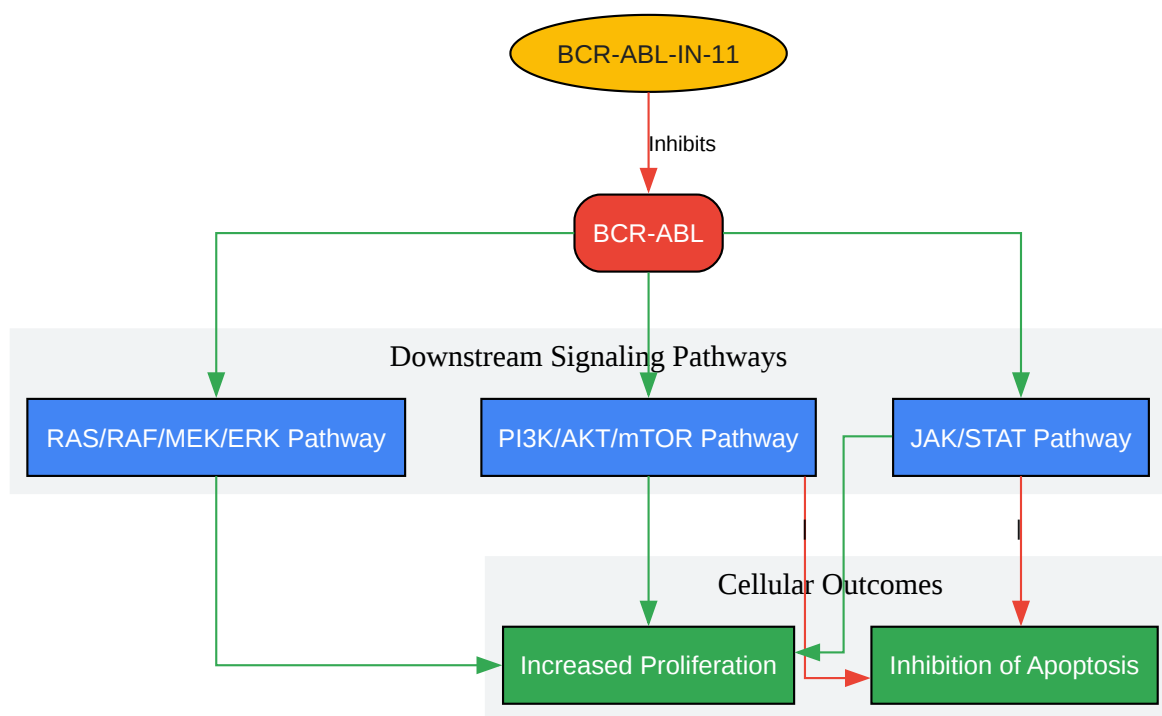 BCR-ABL-IN-11
Inhibits
BCR-ABL
Downstream Signaling Pathways
RAS/RAF/MEK/ERK Pathway
PI3K/AKT/mTOR Pathway
JAK/STAT Pathway
|
|
Cellular Outcomes
Increased Proliferation
Inhibition of Apoptosis